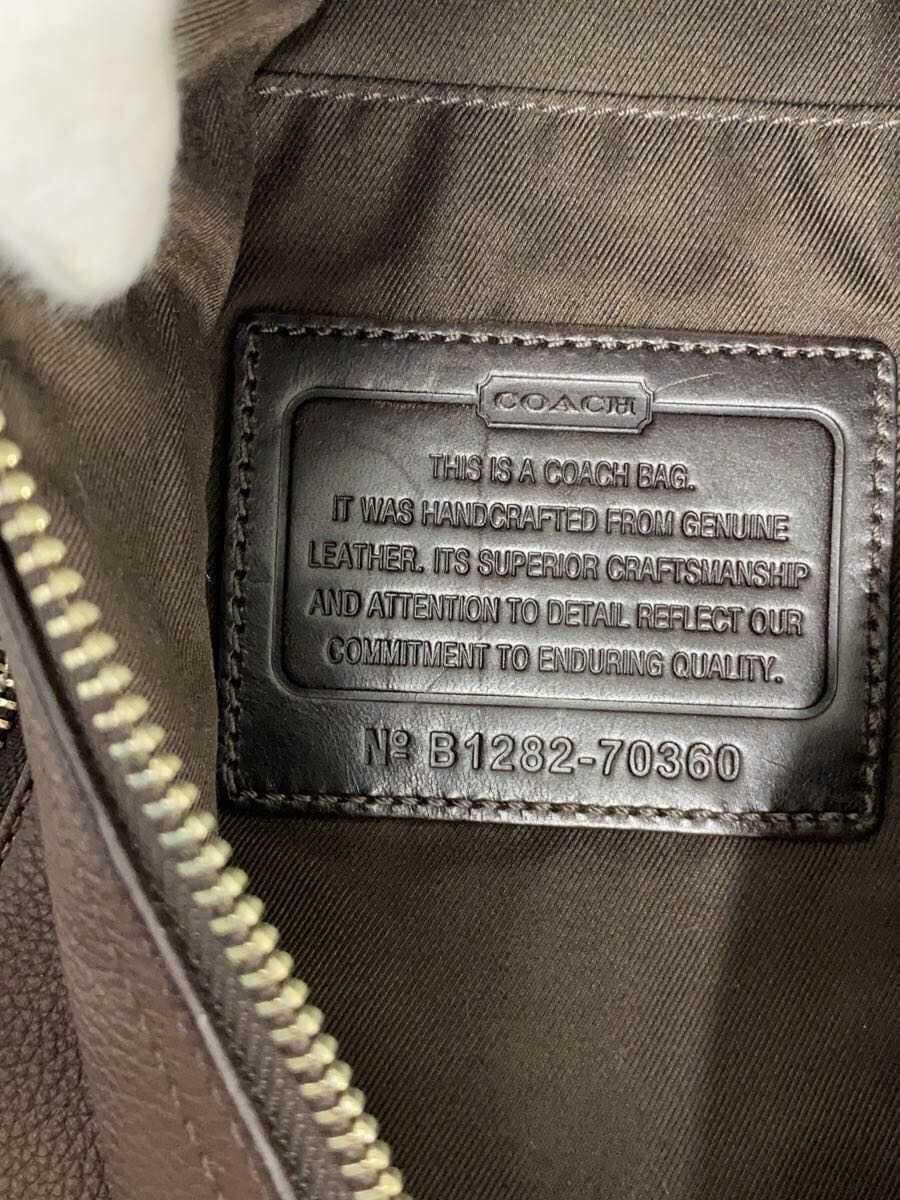 COACH
THIS IS A COACH BAG.
IT WAS HANDCRAFTED FROM GENUINE
LEATHER. ITS SUPERIOR CRAFTSMANSHIP
AND ATTENTION TO DETAIL REFLECT OUR
COMMITMENT TO ENDURING QUALITY.
Nº B1282-70360